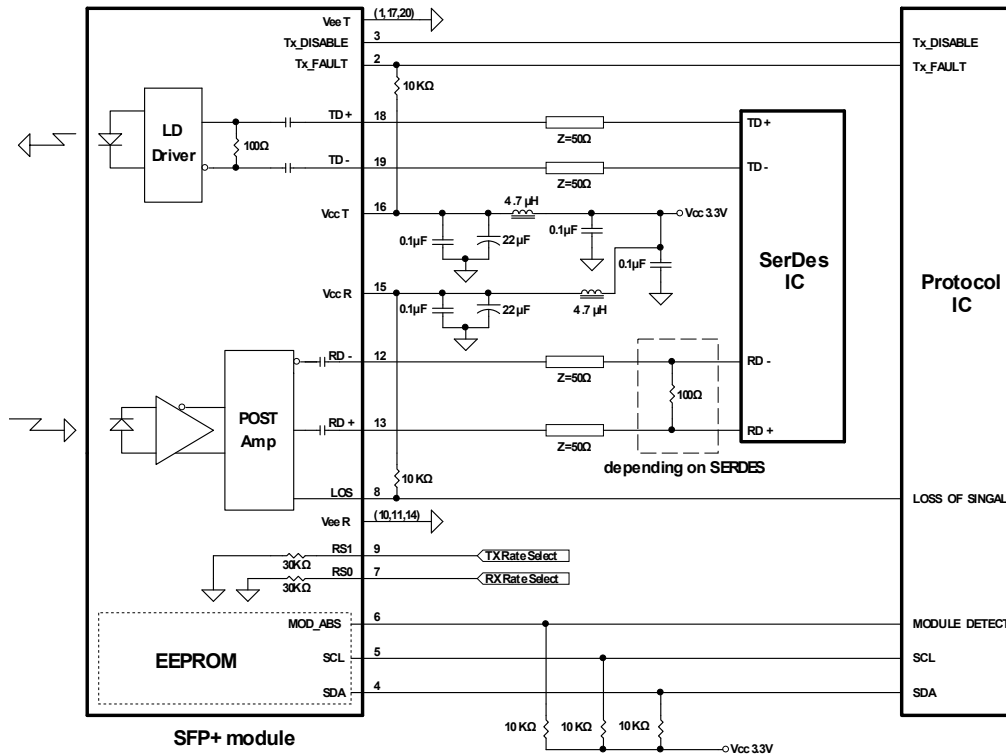 Vee T
(1,17,20)
Tx_DISABLE
3
Tx_DISABLE
Tx_FAULT
2
Tx_FAULT
10 KΩ
LD
Driver
100Ω
TD +
18
Z=50Ω
TD +
TD -
19
Z=50Ω
TD -
Vcc T
16
4.7 µH
Vcc 3.3V
0.1µF
22µF
0.1µF
0.1µF
SerDes
IC
Protocol
IC
Vcc R
15
0.1µF
22µF
4.7 µH
RD -
12
Z=50Ω
RD -
100Ω
POST
Amp
RD +
13
Z=50Ω
RD +
depending on SERDES
10 KΩ
LOS
8
LOSS OF SINGAL
Vee R
(10,11,14)
RS1
9
TX Rate Select
30KΩ
RS0
7
RX Rate Select
30KΩ
MOD_ABS
6
MODULE DETECT
EEPROM
SCL
5
SCL
SDA
4
SDA
10 KΩ
10 KΩ
10 KΩ
Vcc 3.3V
SFP+ module